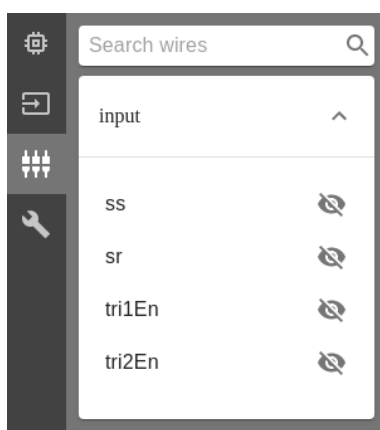 Search wires
input
ss
sr
tri1En
tri2En